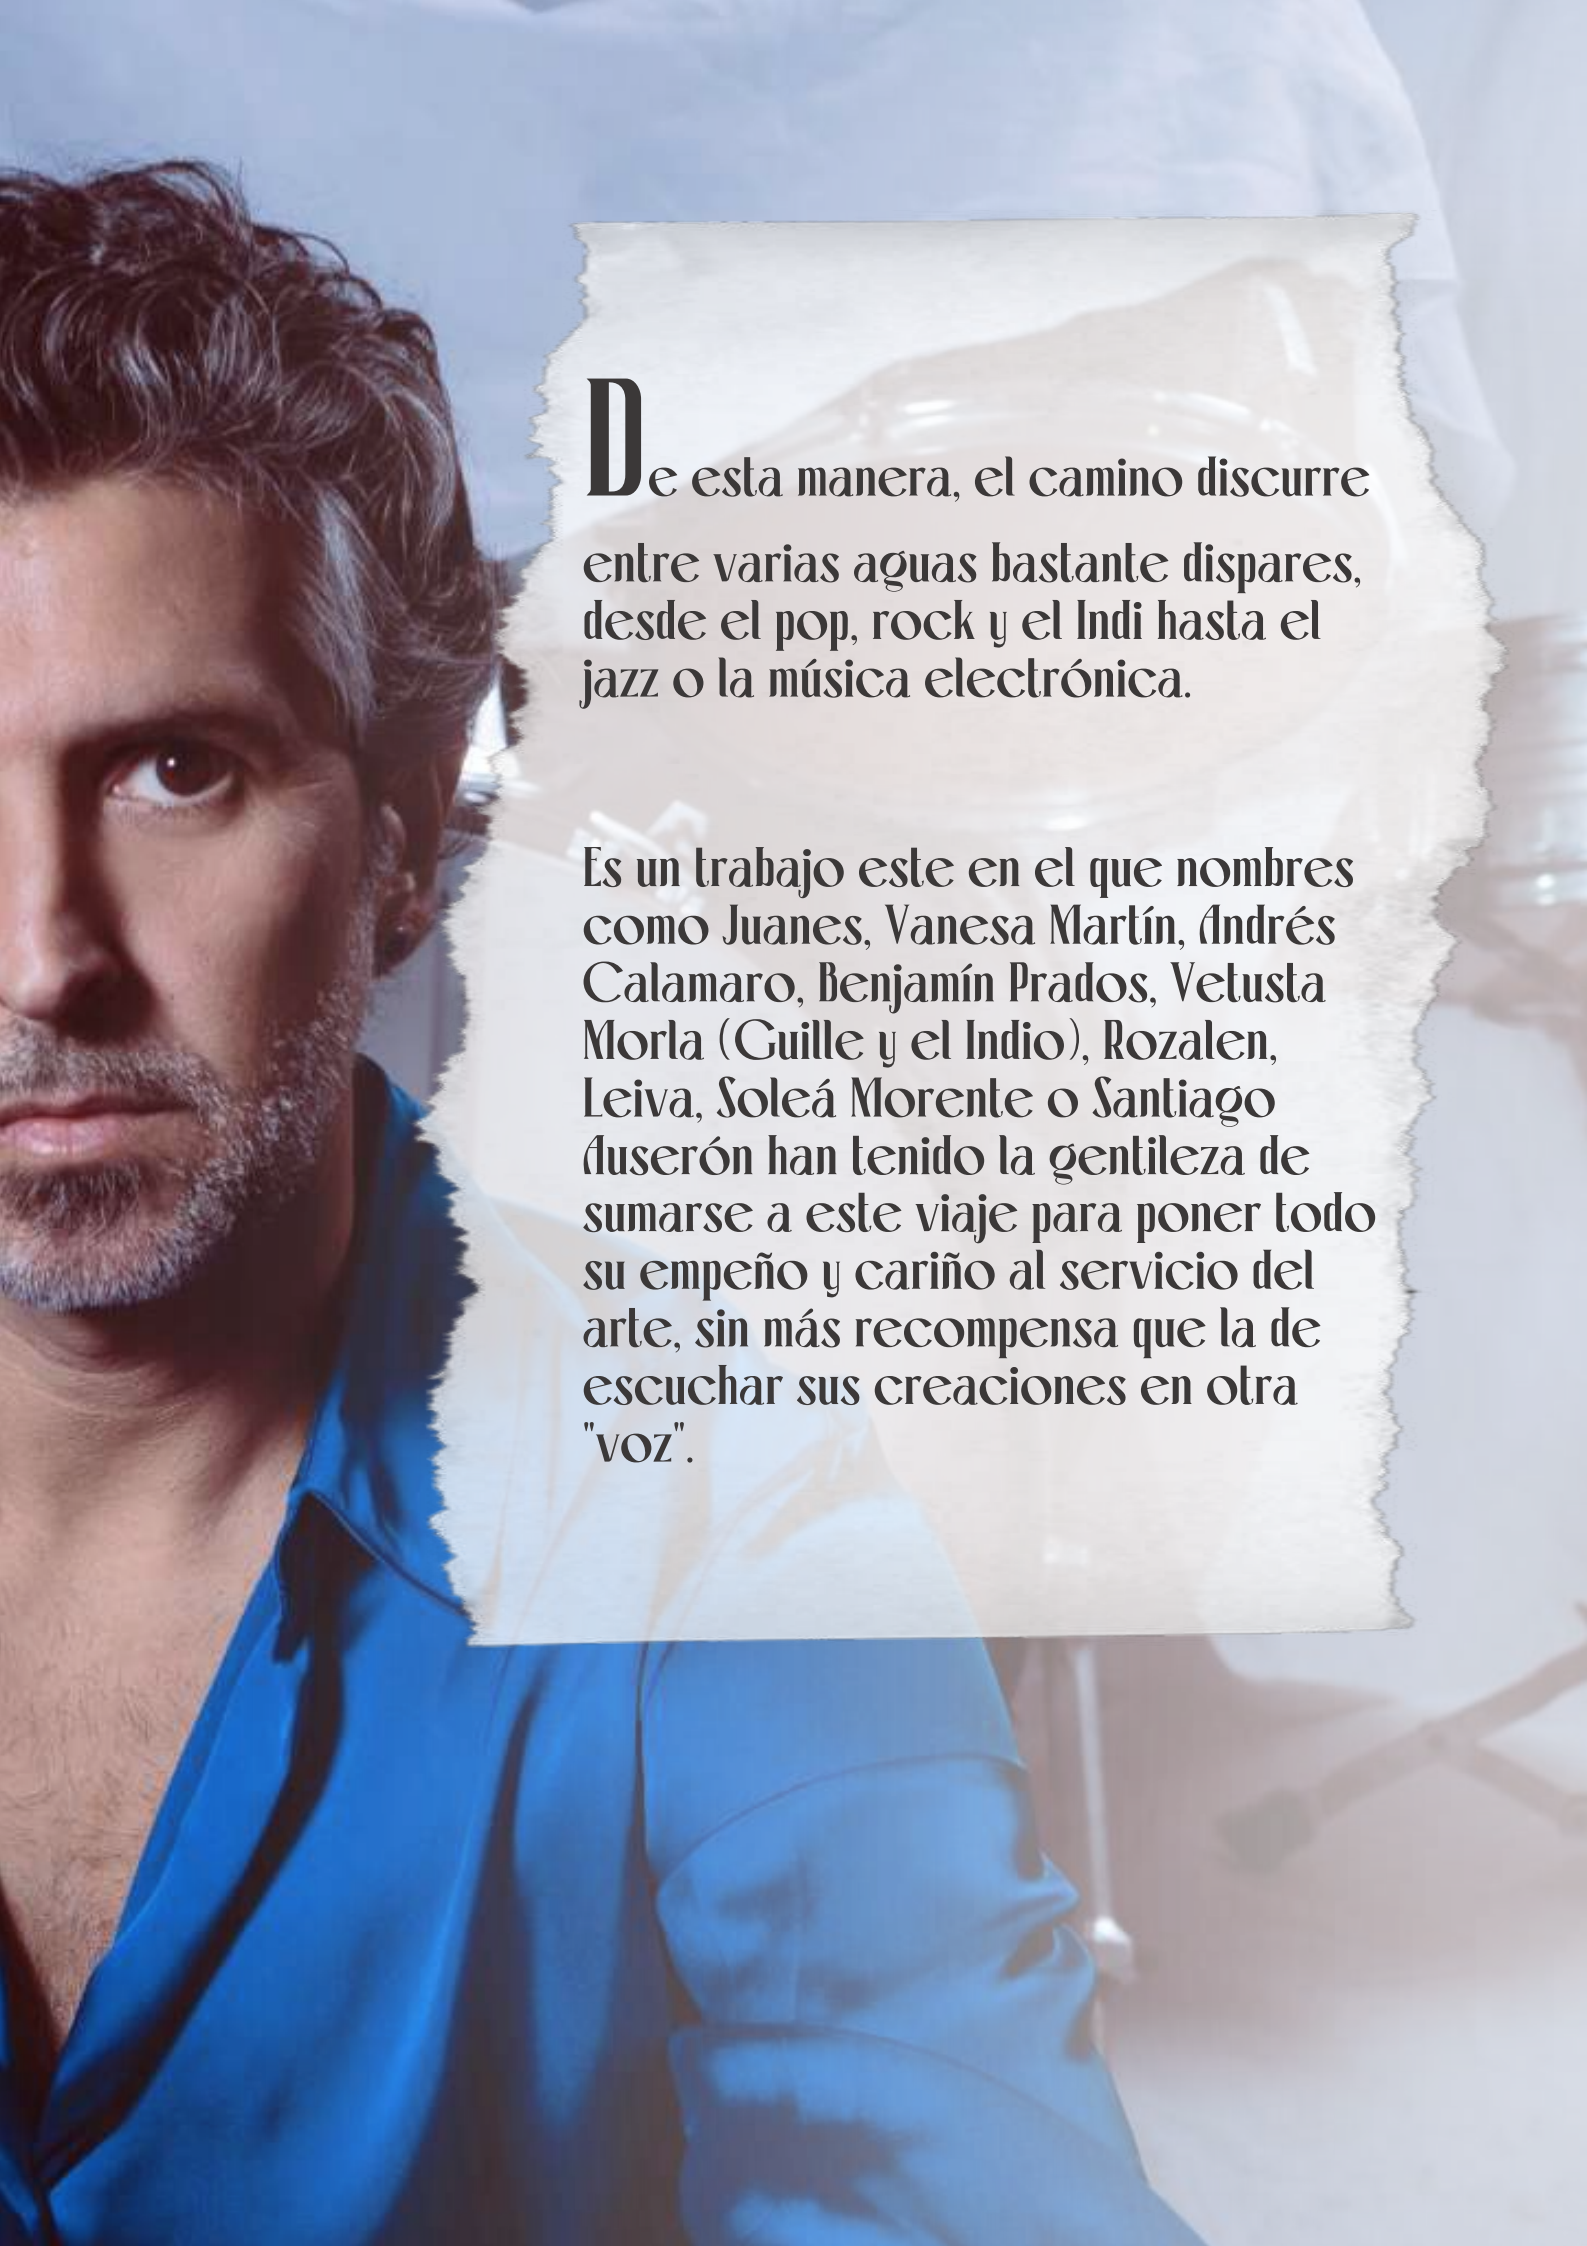 De esta manera, el camino discurre
entre varias aguas bastante dispares,
desde el pop, rock y el Indi hasta el
jazz o la música electrónica.
Es un trabajo este en el que nombres
como Juanes, Vanesa Martín, Andrés
Calamaro, Benjamín Prados, Vetusta
Morla (Guille y el Indio), Rozalen,
Leiva, Soleá Morente o Santiago
Auserón han tenido la gentileza de
sumarse a este viaje para poner todo
su empeño y cariño al servicio del
arte, sin más recompensa que la de
escuchar sus creaciones en otra
"voz".